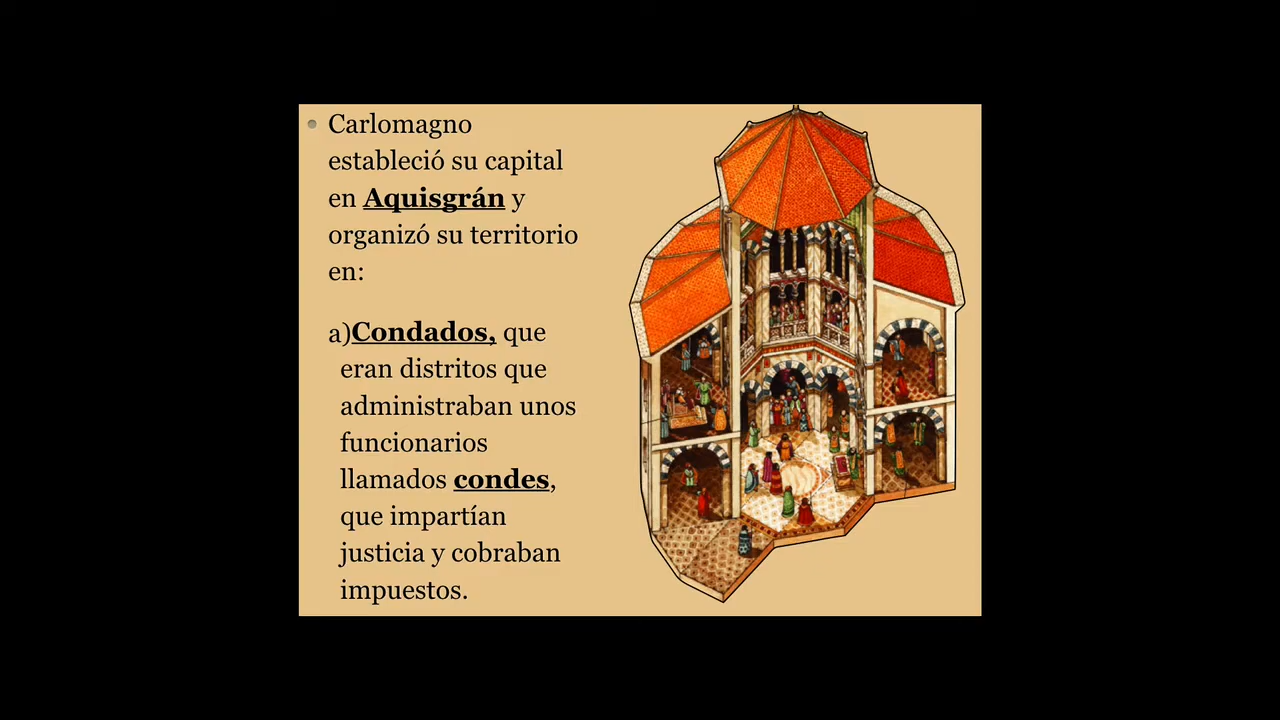 Carlomagno
estableció su capital
en Aquisgrán y
organizó su territorio
en:
a)Condados, que
eran distritos que
administraban unos
funcionarios
llamados condes,
que impartían
justicia y cobraban
impuestos.